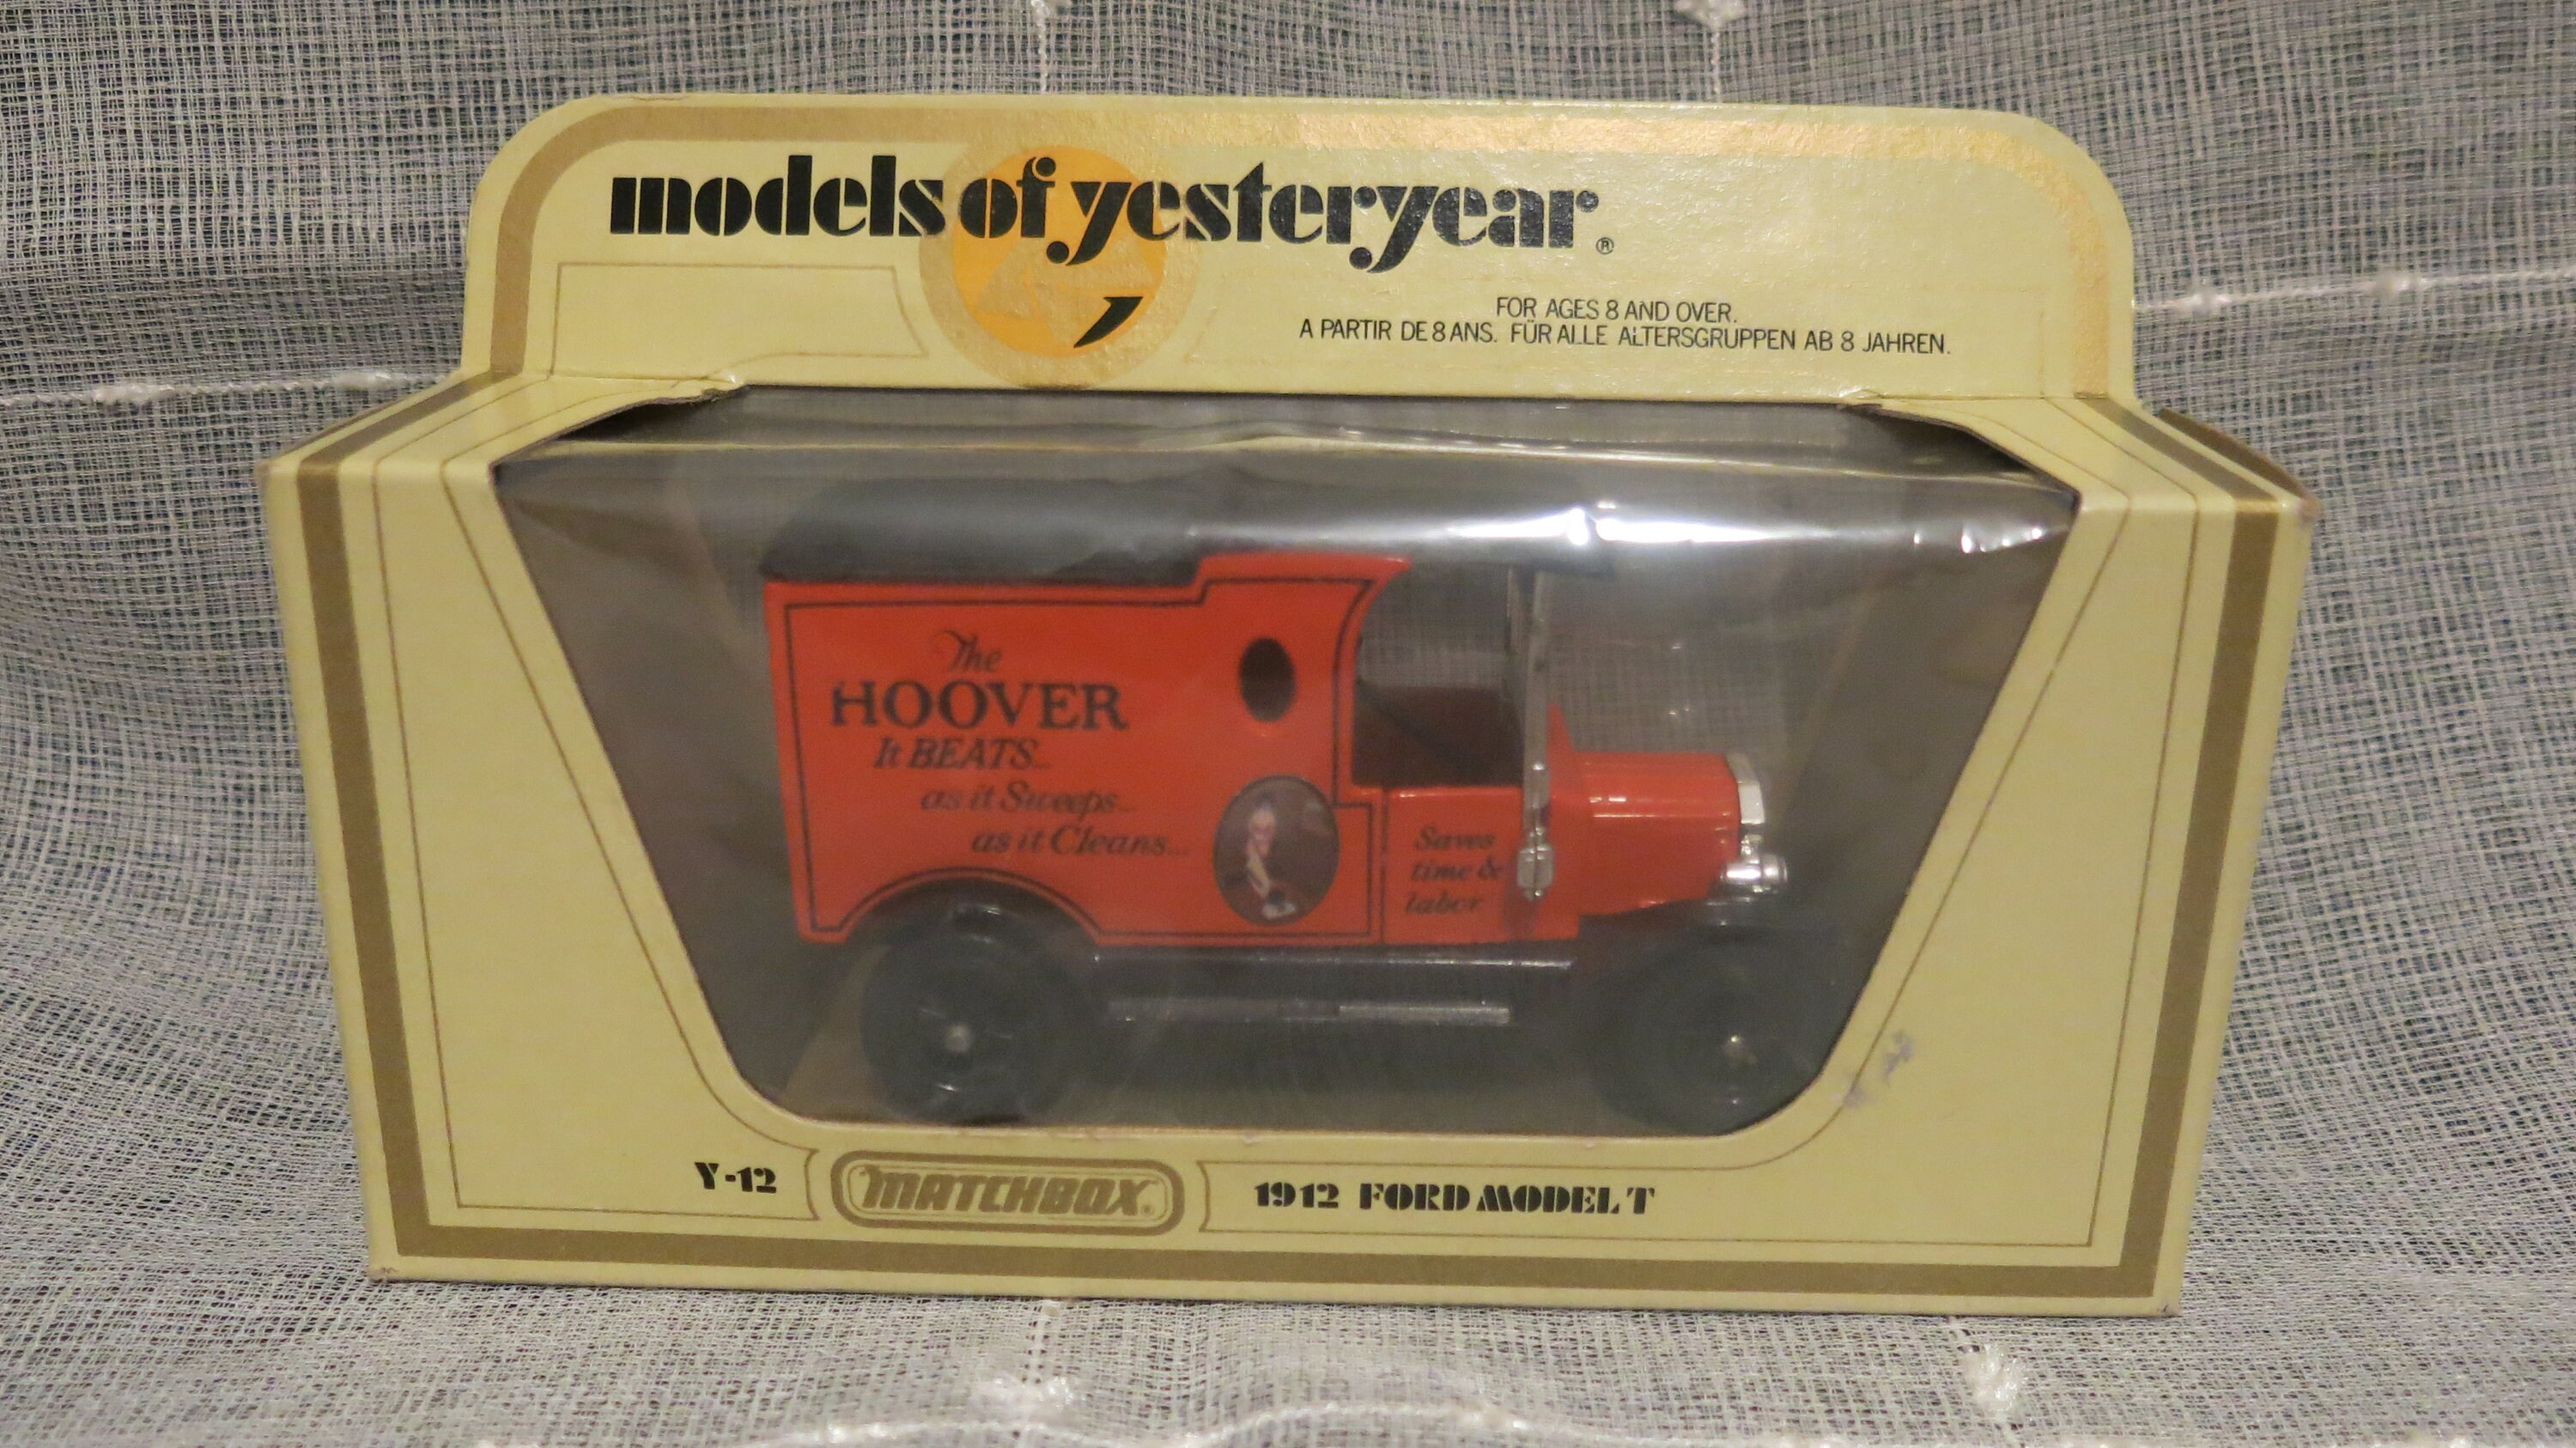 models of yesteryear®
FOR AGES 8 AND OVER.
A PARTIR DE 8 ANS. FÜR ALLE ALTERSGRUPPEN AB 8 JAHREN.
The
HOOVER
It BEATS...
as it Sweeps...
as it Cleans...
Saves
time &
labor
Y-12
MATCHBOX®
1912 FORD MODEL T